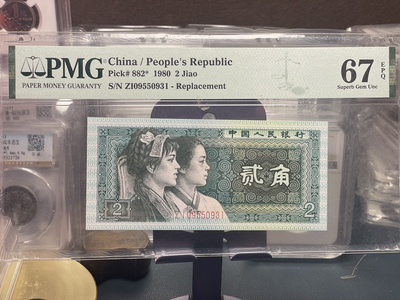 PMG
PAPER MONEY GUARANTY
China / People's Republic
Pick# 882* 1980 2 Jiao
S/N ZI09550931 - Replacement
67 EPQ
Superb Gem Unc
中国人民银行
贰角
ZI09550931
2
2